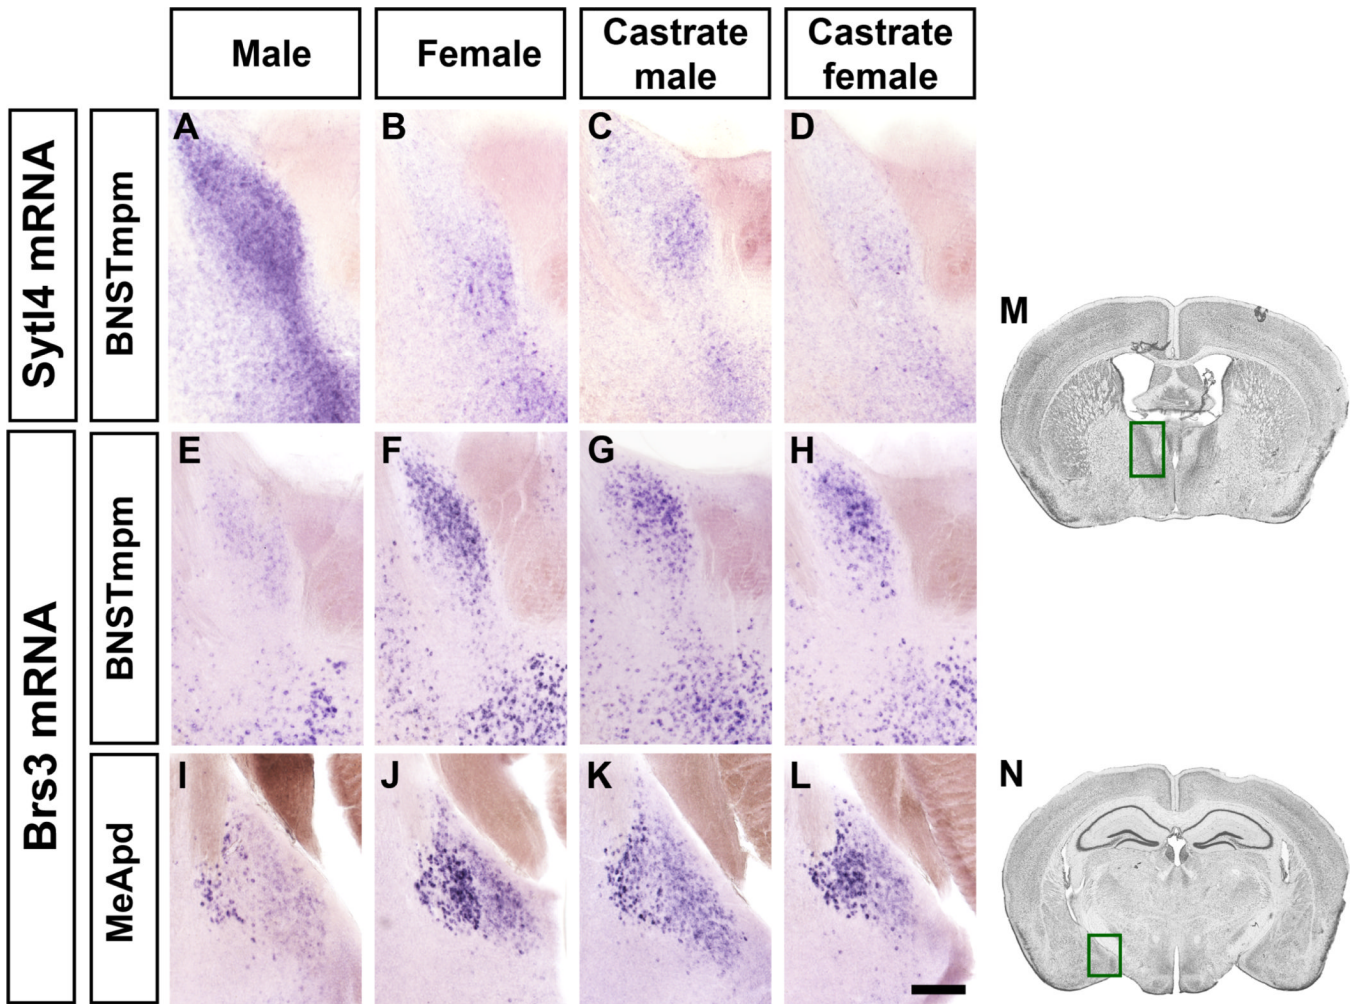 Male
Female
Castrate
male
Castrate
female
Sytl4 mRNA
BNSTmpm
A
B
C
D
Brs3 mRNA
BNSTmpm
E
F
G
H
MeApd
I
J
K
L
M
N